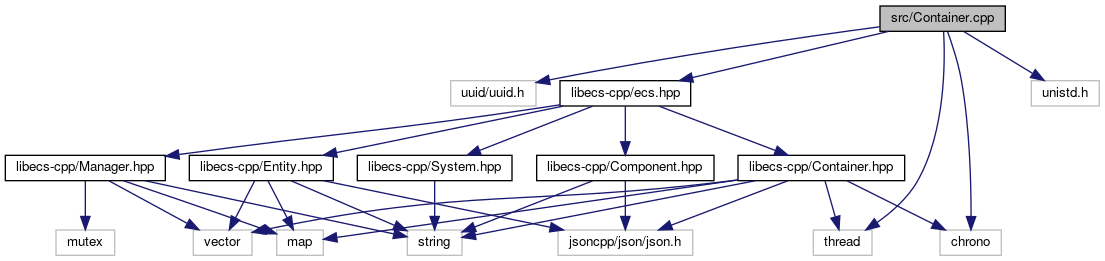 src/Container.cpp
uuid/uuid.h
libecs-cpp/ecs.hpp
unistd.h
libecs-cpp/Manager.hpp
libecs-cpp/Entity.hpp
libecs-cpp/System.hpp
libecs-cpp/Component.hpp
libecs-cpp/Container.hpp
mutex
vector
map
string
jsoncpp/json/json.h
thread
chrono